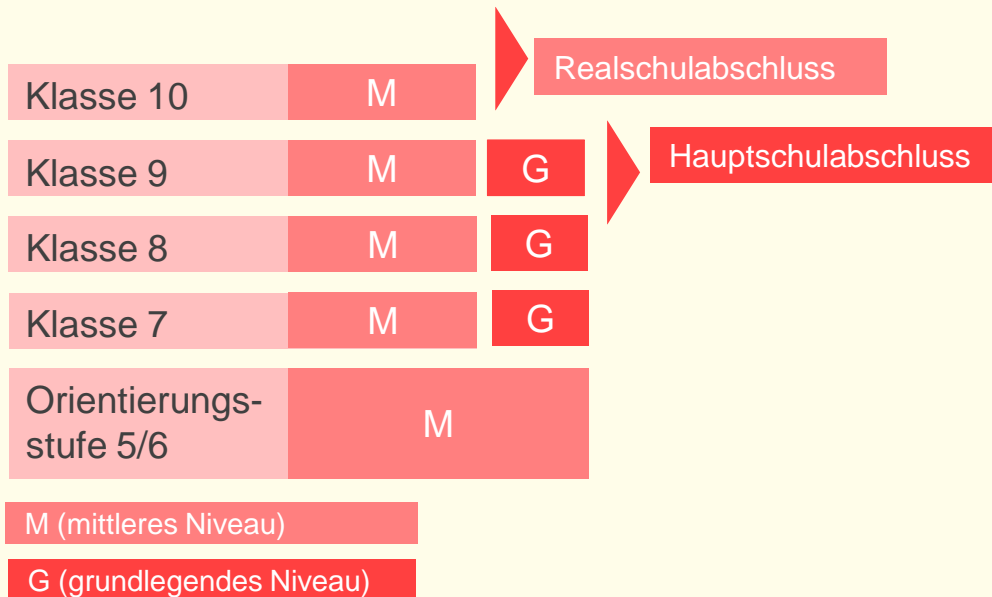 Realschulabschluss
Klasse 10 M
Hauptschulabschluss
Klasse 9 M G
Klasse 8 M G
Klasse 7 M G
Orientierungs-
stufe 5/6
M
M (mittleres Niveau)
G (grundlegendes Niveau)